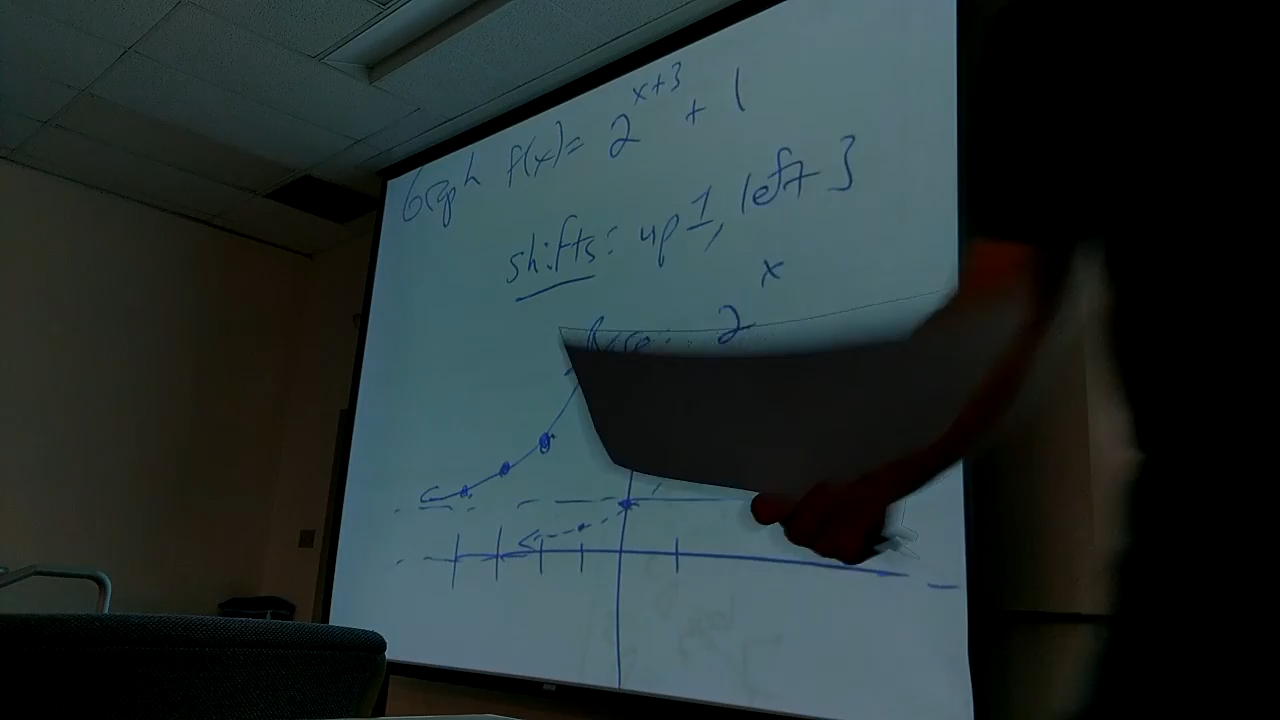 Graph f(x)= 2^{x+3} + 1
shifts: up 1, left 3
2^x